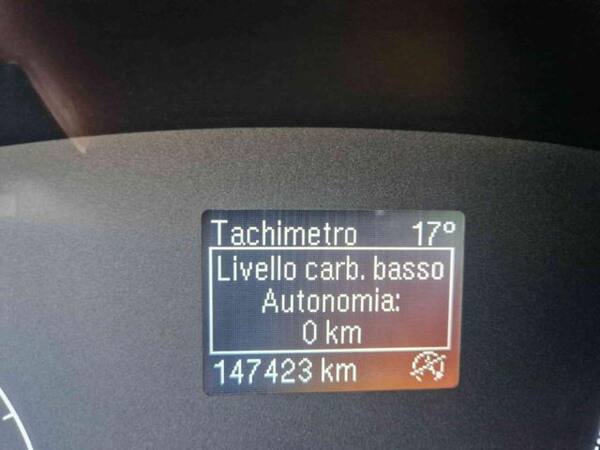 Tachimetro 17°
Livello carb. basso
Autonomia:
0 km
147423 km